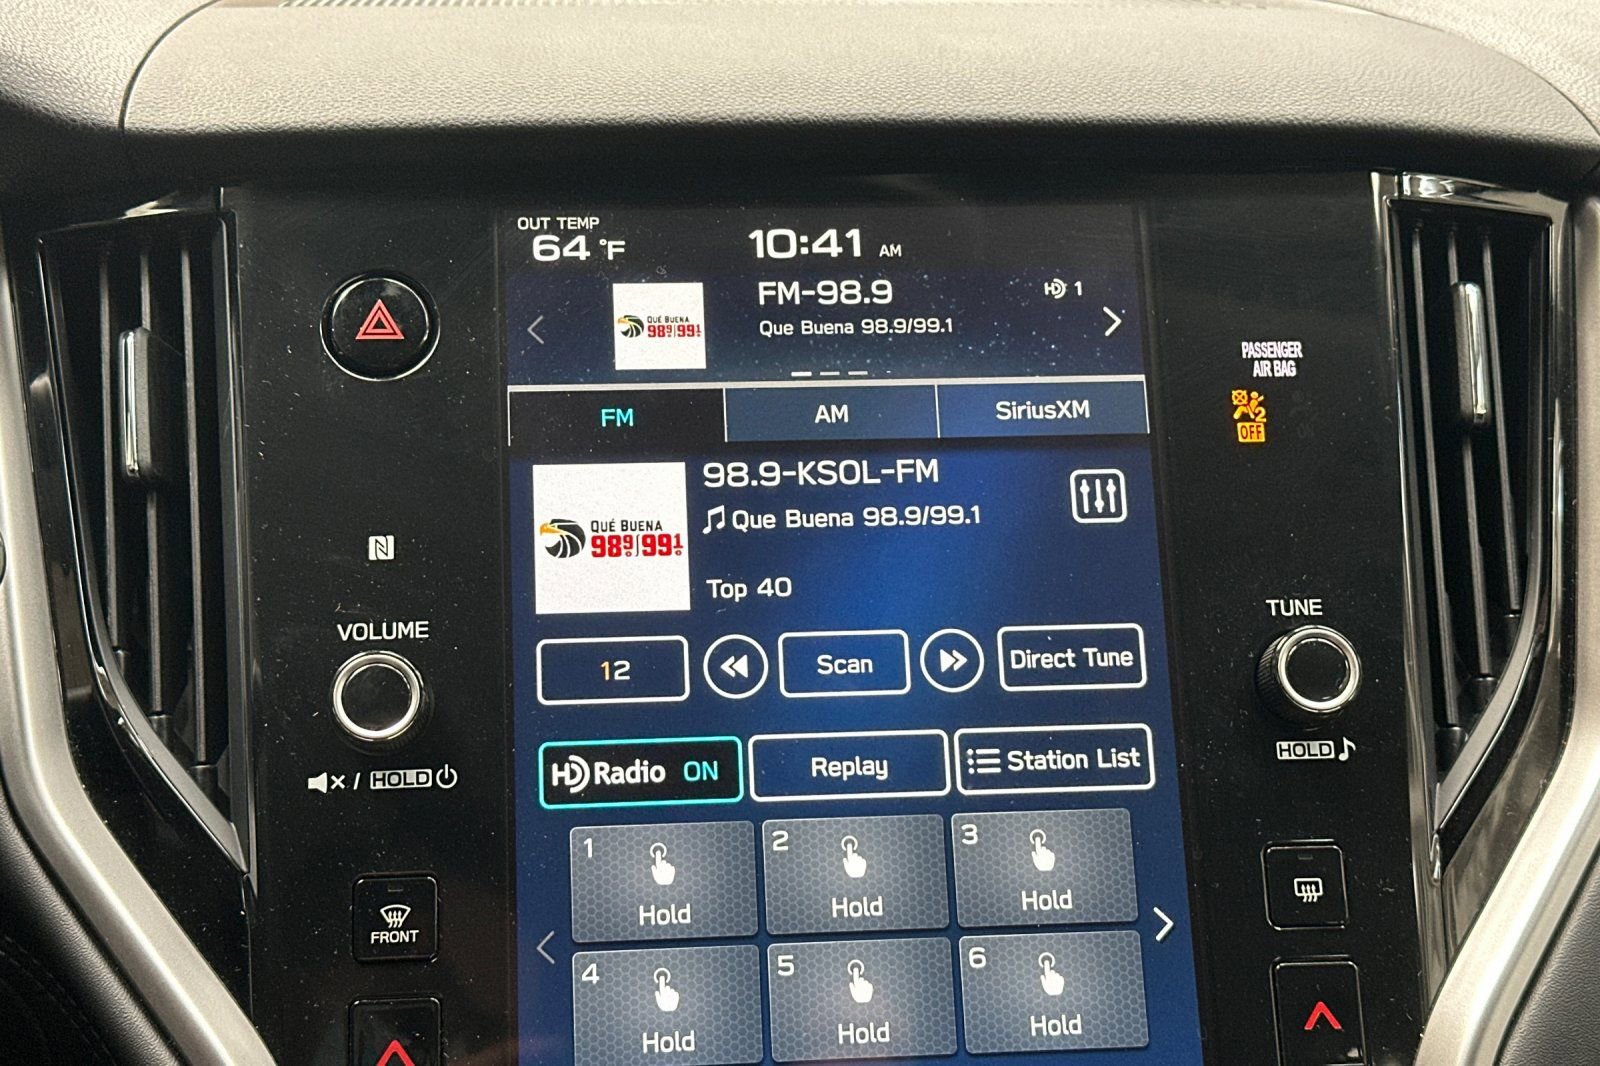 OUT TEMP
64 °F
10:41 AM
FM-98.9
HD 1
Que Buena 98.9/99.1
QUÉ BUENA
98.9/99.1
PASSENGER
AIR BAG
2
OFF
FM
AM
SiriusXM
98.9-KSOL-FM
Que Buena 98.9/99.1
QUÉ BUENA
98.9/99.1
Top 40
12
Scan
Direct Tune
HD Radio ON
Replay
Station List
VOLUME
/ HOLD
TUNE
HOLD
FRONT
1
Hold
2
Hold
3
Hold
4
Hold
5
Hold
6
Hold